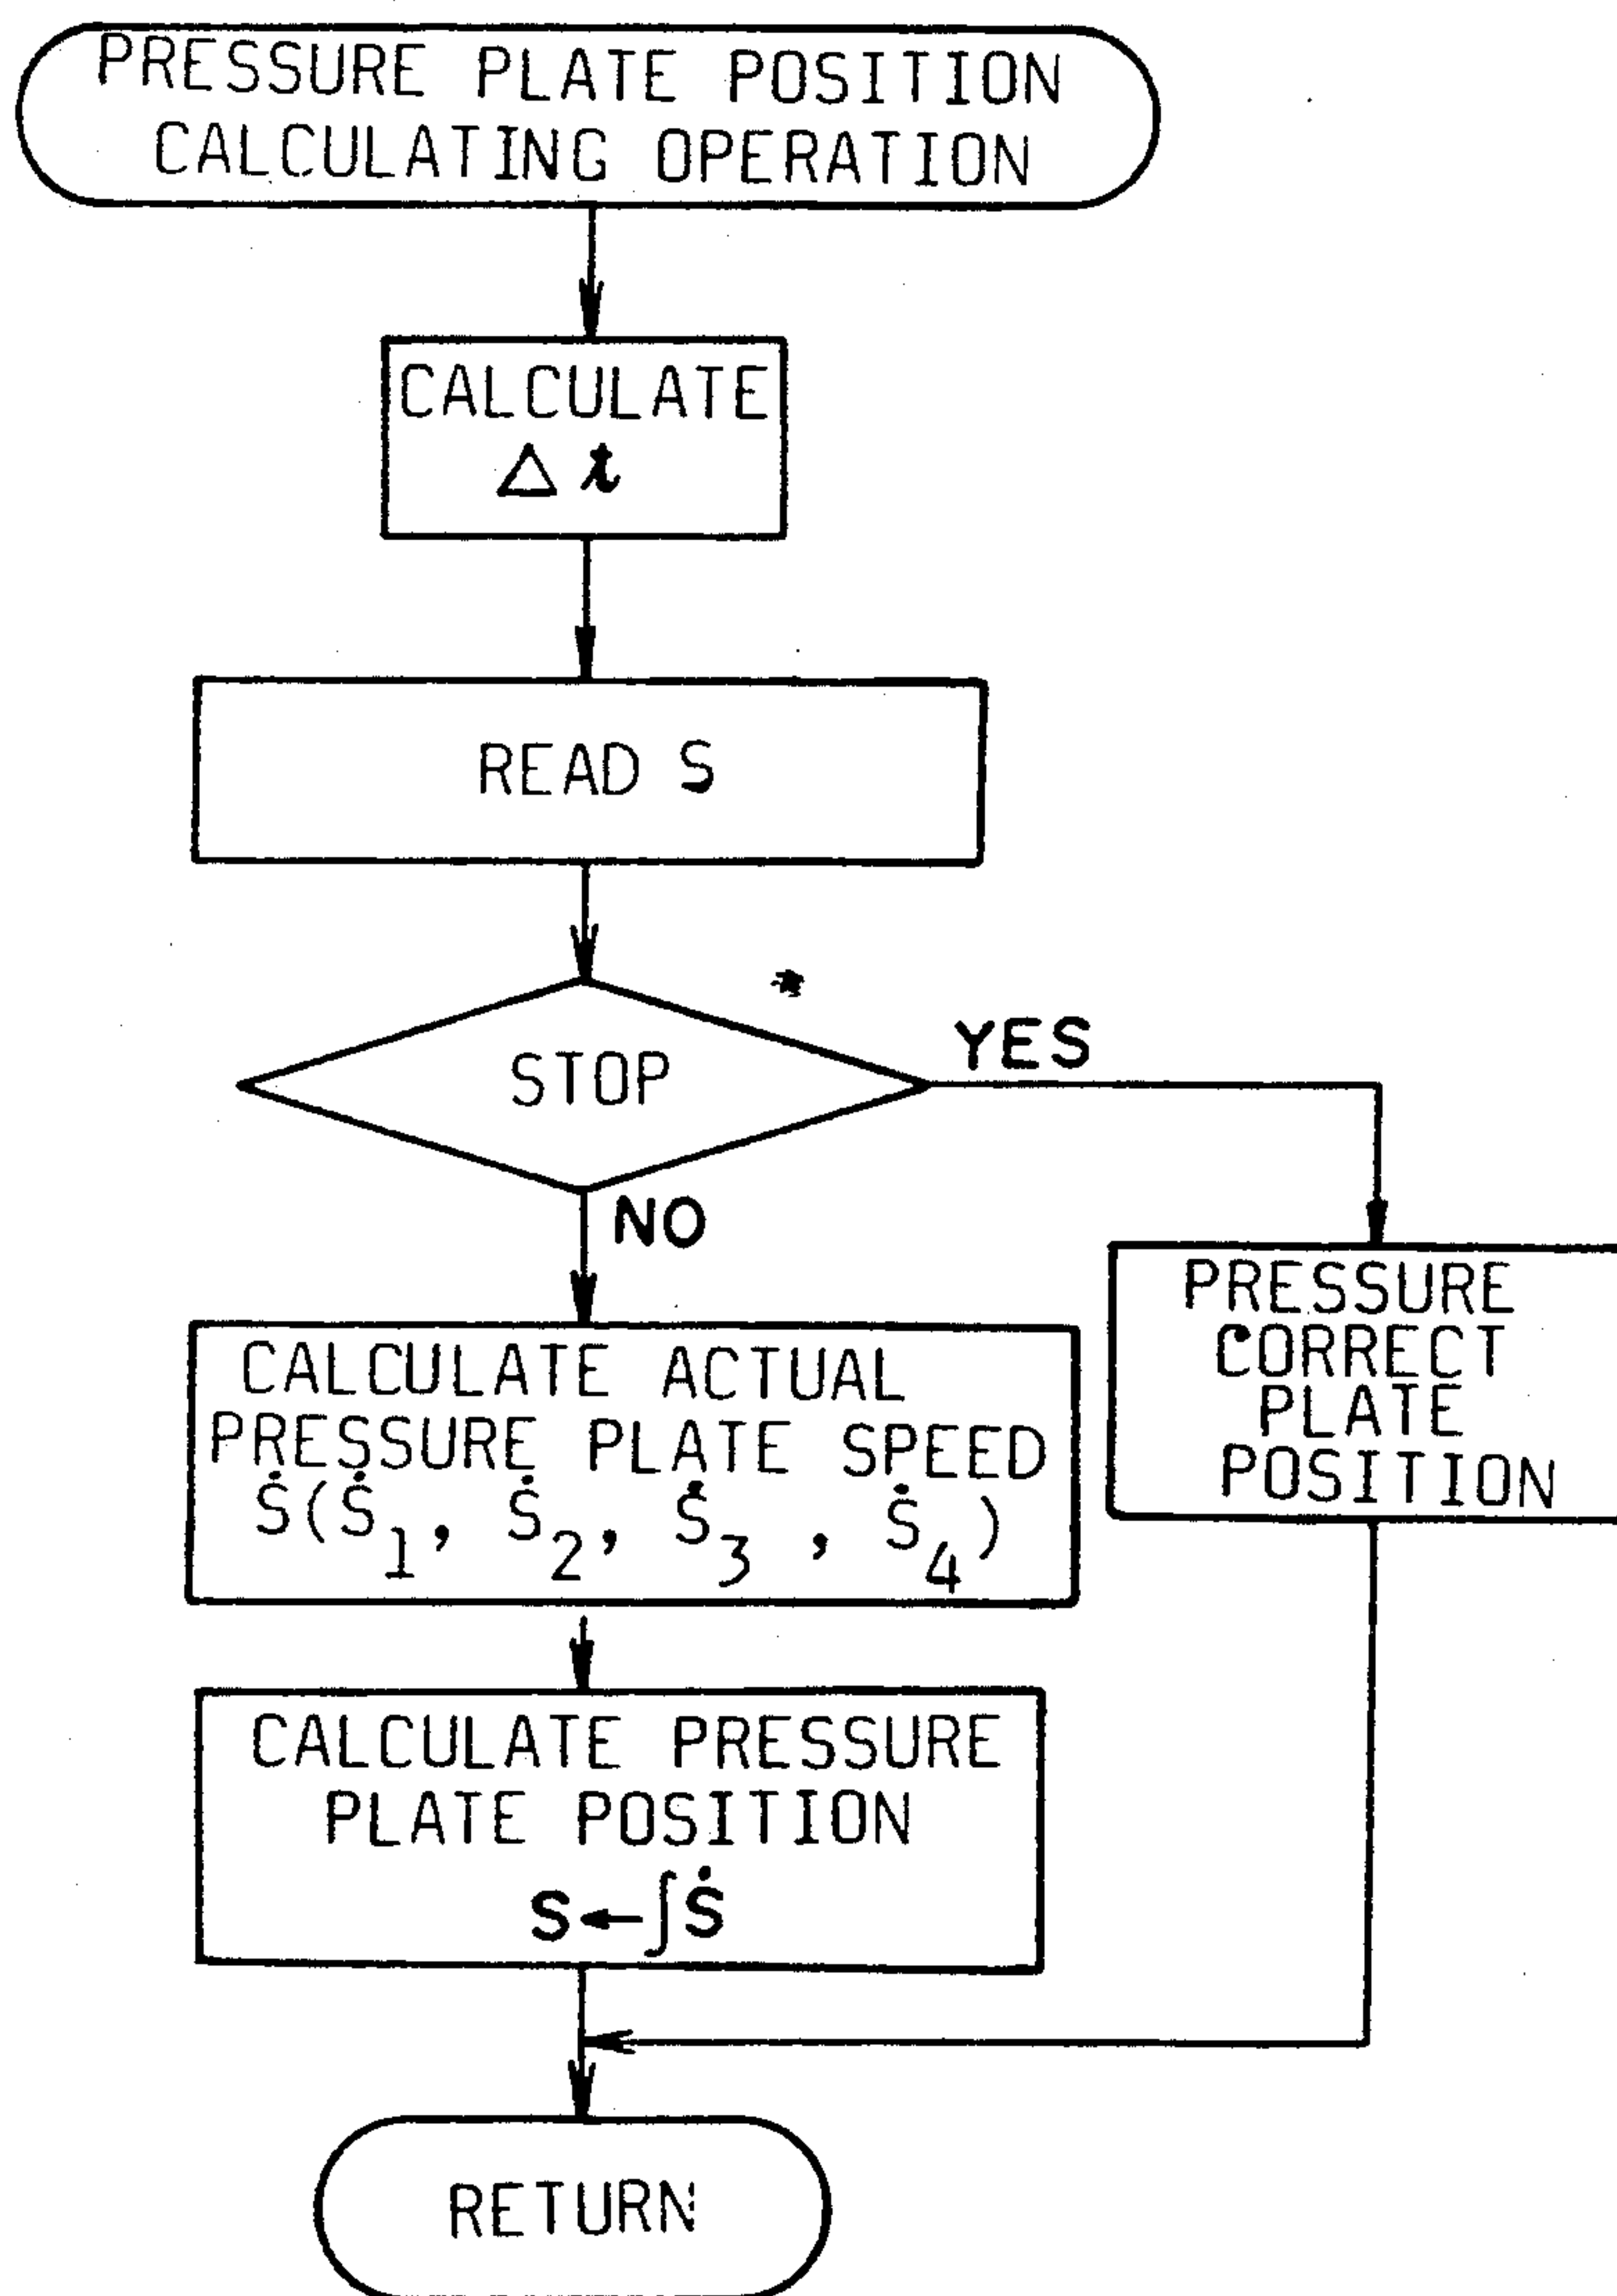 PRESSURE PLATE POSITION
CALCULATING OPERATION
CALCULATE
Δt
READ S
*
STOP
YES
NO
PRESSURE
CORRECT
PLATE
POSITION
CALCULATE ACTUAL
PRESSURE PLATE SPEED
Ṡ(Ṡ₁, Ṡ₂, Ṡ₃, Ṡ₄)
CALCULATE PRESSURE
PLATE POSITION
S←∫Ṡ
RETURN